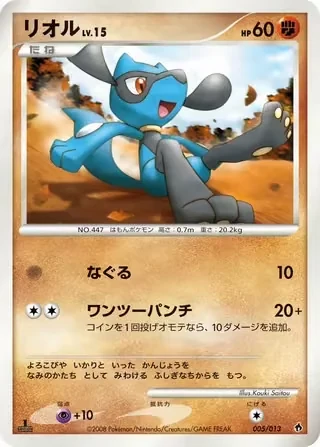 リオル LV.15 HP60
たね
NO.447 はもんポケモン 高さ:0.7m 重さ:20.2kg
なぐる 10
ワンツーパンチ 20+
コインを1回投げオモテなら、10ダメージを追加。
よろこびや いかりと いった かんじょうを
なみのかたち として みわける ふしぎなちからを もつ。
Illus.Kouki Saitou
弱点 抵抗力 にげる
+10
1
©2008 Pokémon/Nintendo/Creatures/GAME FREAK 005/013